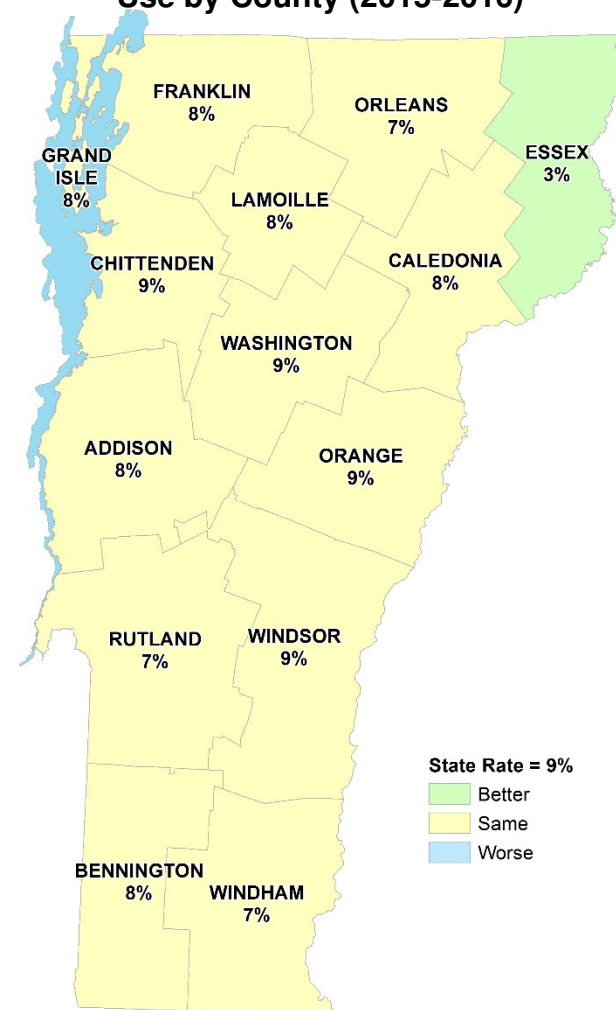 Use by County (2015-2016)
FRANKLIN
8%
ORLEANS
7%
ESSEX
3%
GRAND
ISLE
8%
LAMOILLE
8%
CHITTENDEN
9%
CALEDONIA
8%
WASHINGTON
9%
ADDISON
8%
ORANGE
9%
RUTLAND
7%
WINDSOR
9%
State Rate = 9%
Better
Same
Worse
BENNINGTON
8%
WINDHAM
7%